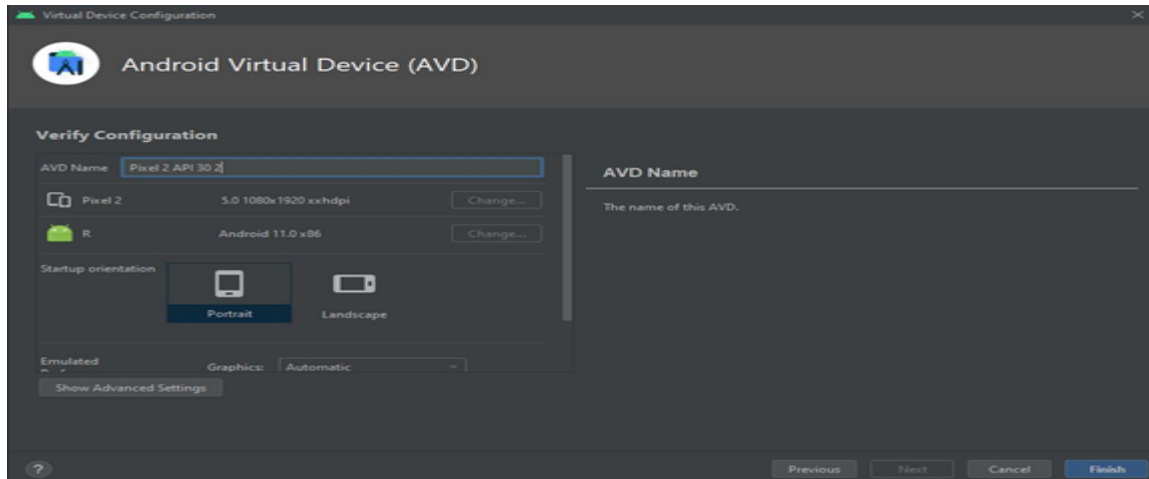 Virtual Device Configuration
Android Virtual Device (AVD)
Verify Configuration
AVD Name Pixel 2 API 30 2
Pixel 2 5.0 1080x1920 xxhdpi Change...
R Android 11.0 x86 Change...
Startup orientation
Portrait Landscape
Emulated
Graphics: Automatic
Show Advanced Settings
AVD Name
The name of this AVD.
? Previous Next Cancel Finish